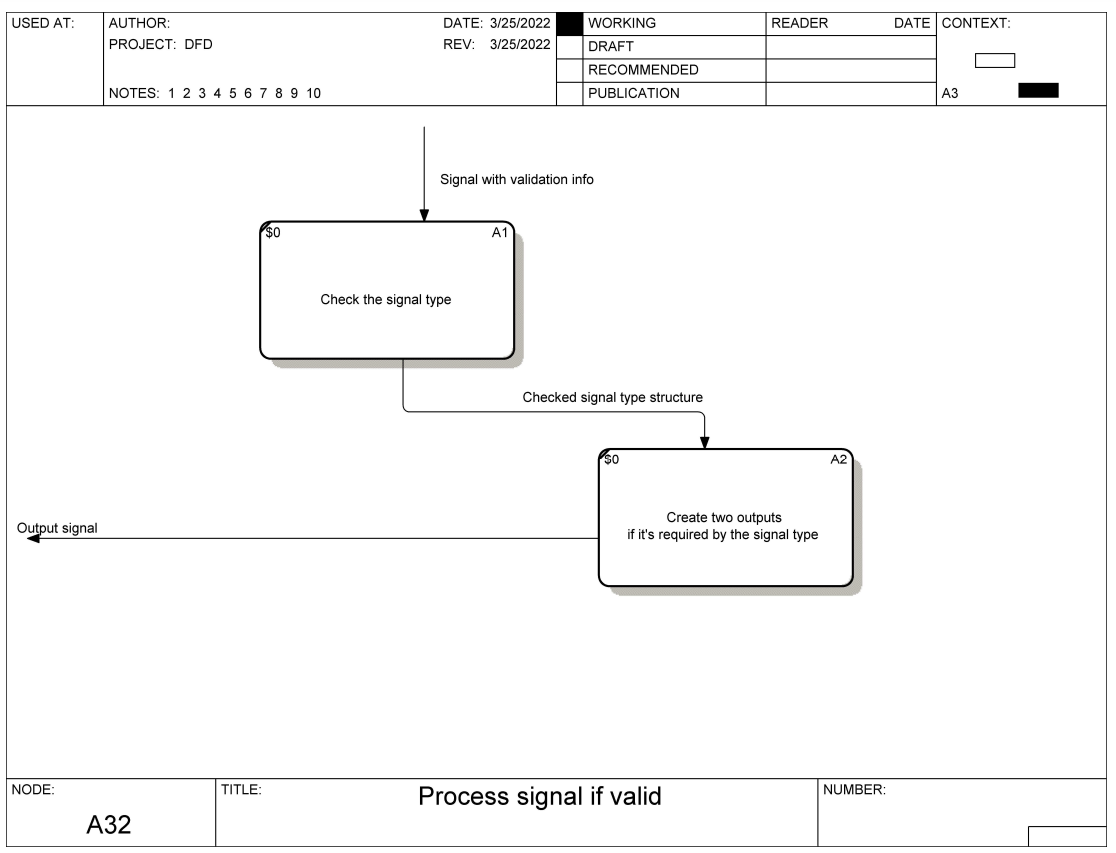 USED AT:
AUTHOR:
DATE: 3/25/2022
PROJECT: DFD
REV: 3/25/2022
NOTES: 1 2 3 4 5 6 7 8 9 10
WORKING
DRAFT
RECOMMENDED
PUBLICATION
READER DATE
CONTEXT:
A3
Signal with validation info
$0 A1
Check the signal type
Checked signal type structure
$0 A2
Create two outputs
if it's required by the signal type
Output signal
NODE:
A32
TITLE:
Process signal if valid
NUMBER: